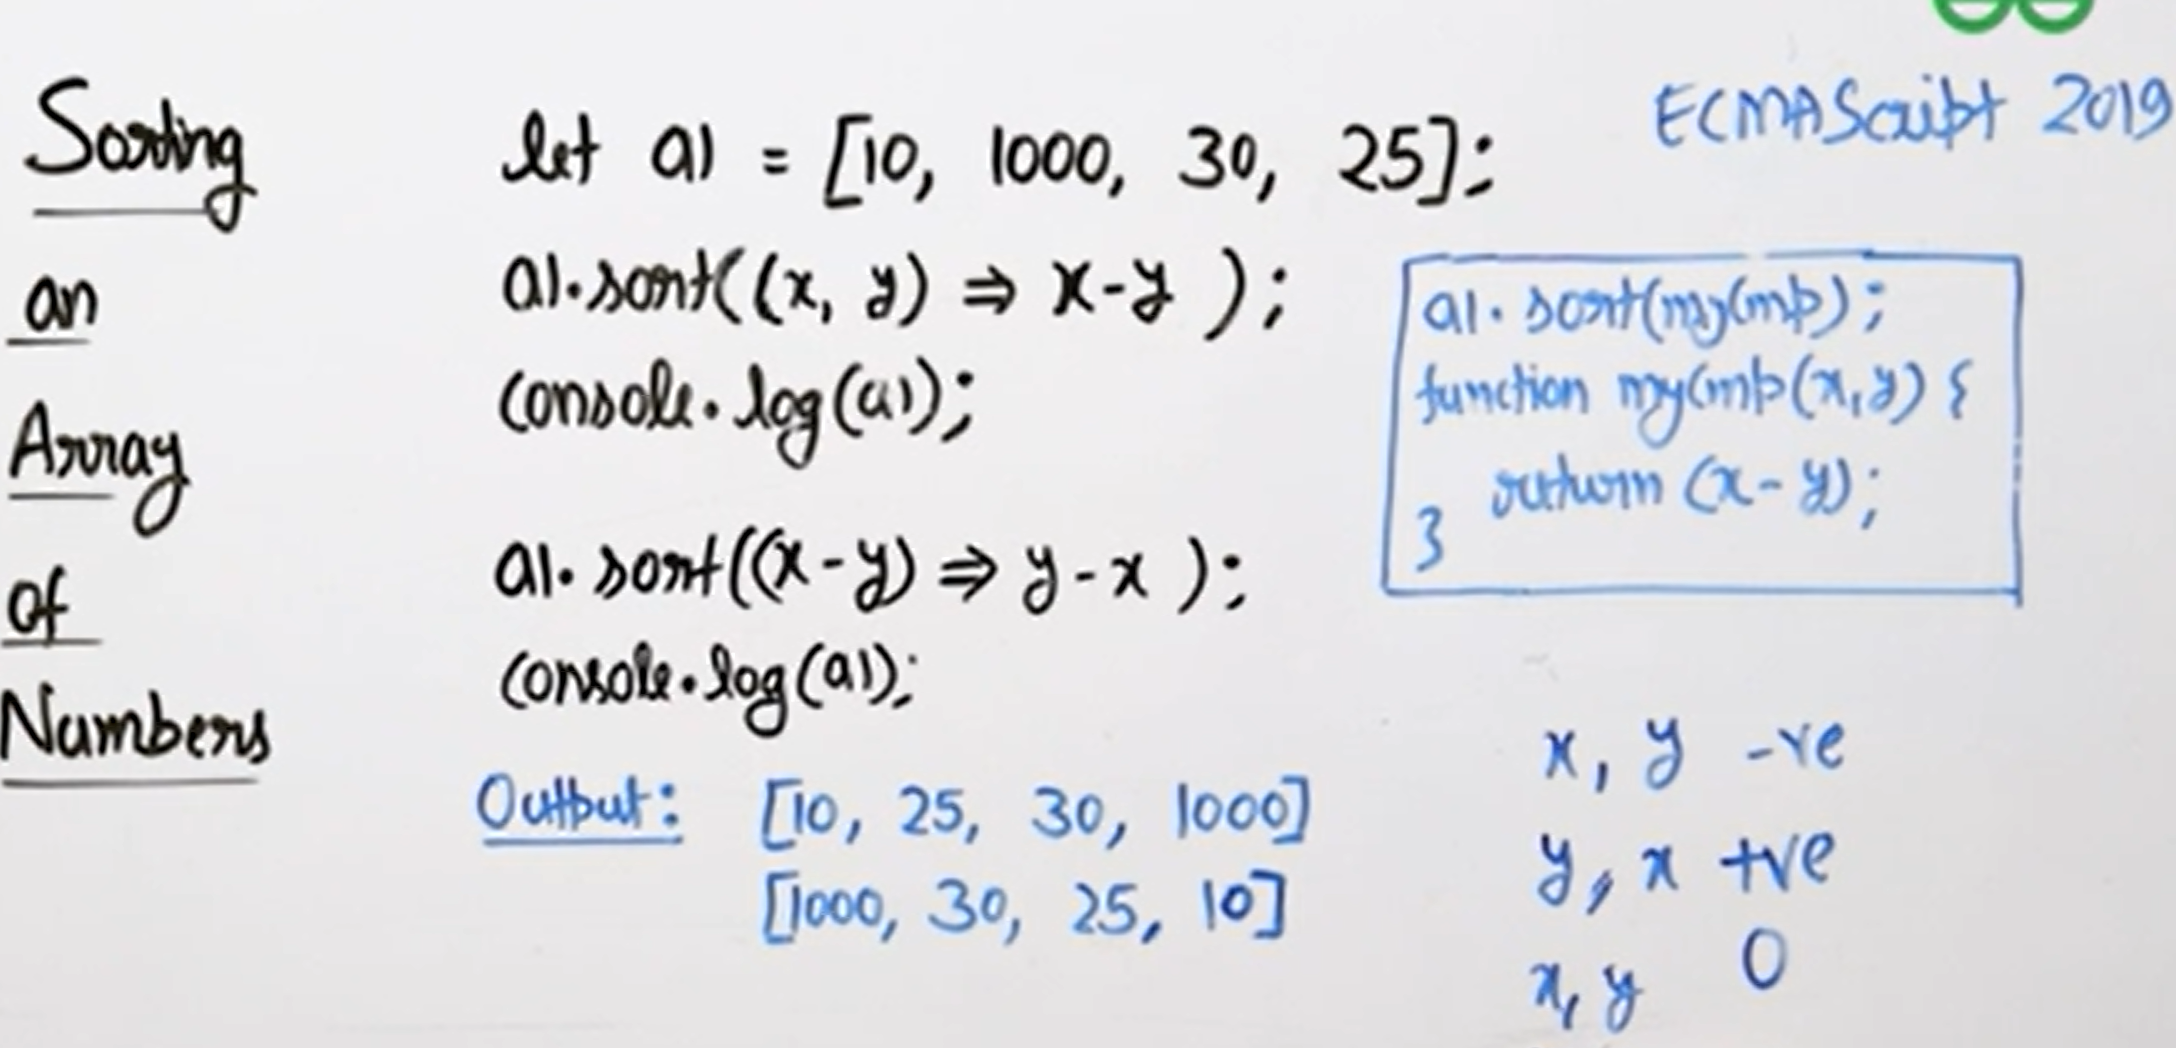 Sorting
an
Array
of
Numbers
let a1 = [10, 1000, 30, 25];
a1.sort((x, y) => x-y );
console.log(a1);
a1.sort((x-y) => y-x );
console.log(a1);
Output: [10, 25, 30, 1000]
[1000, 30, 25, 10]
ECMAScript 2019
a1.sort(myCmp);
function myCmp(x,y) {
return (x-y);
}
x, y -ve
y, x +ve
x, y 0